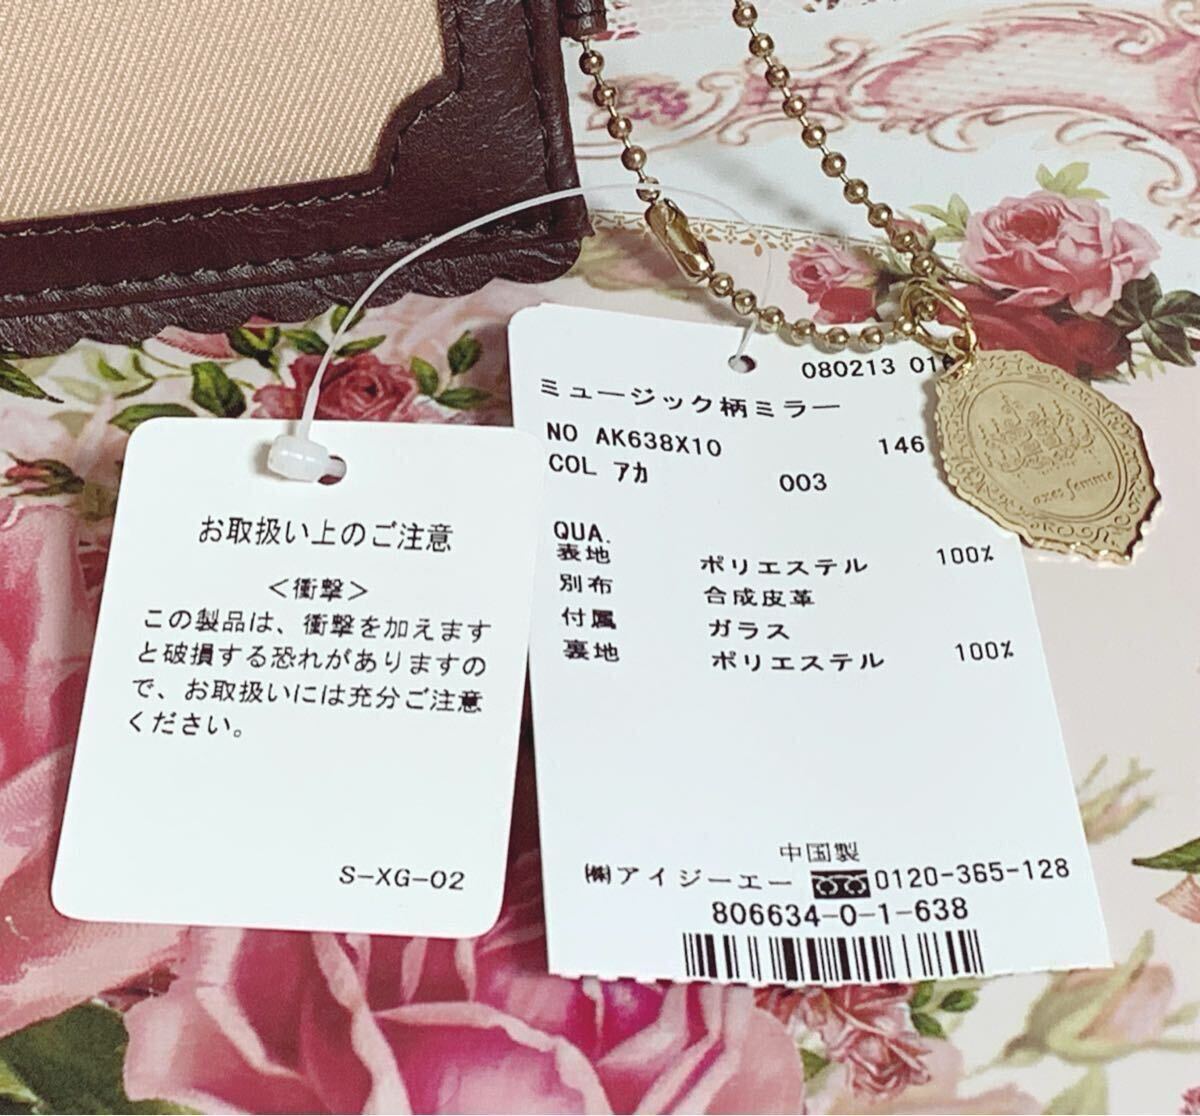 お取扱い上のご注意
＜衝撃＞
この製品は、衝撃を加えます
と破損する恐れがありますの
で、お取扱いには充分ご注意
ください。
S-XG-02
080213
ミュージック柄ミラー
NO AK638X10 146
COL アカ 003
QUA.
表地 ポリエステル 100%
別布 合成皮革
付属 ガラス
裏地 ポリエステル 100%
中国製
㈱アイジーエー 0120-365-128
806634-0-1-638
axes femme